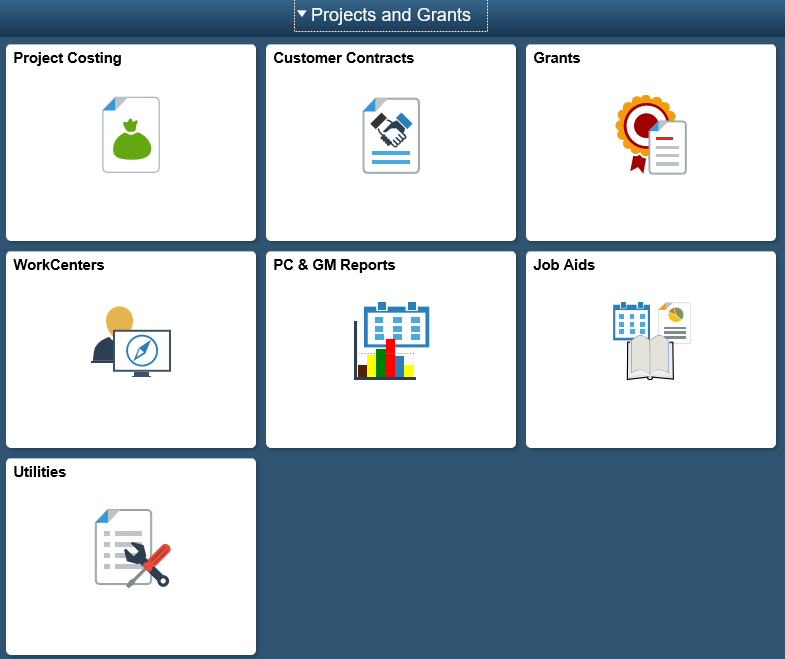 Projects and Grants
Project Costing
Customer Contracts
Grants
WorkCenters
PC & GM Reports
Job Aids
Utilities